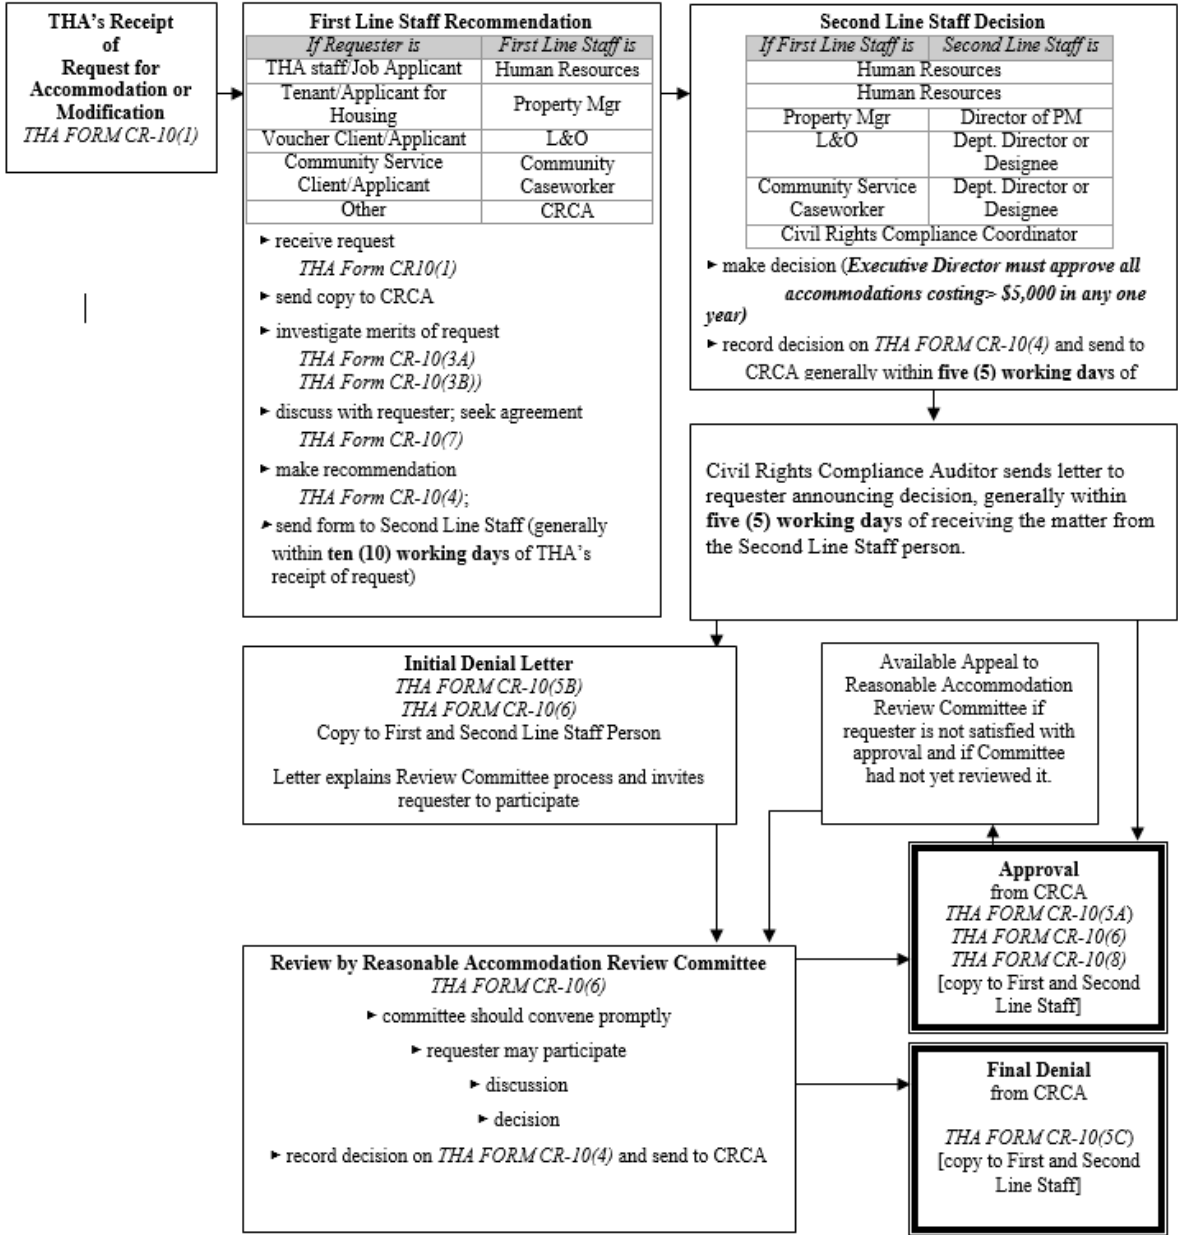 THA's Receipt
of
Request for
Accommodation or
Modification
THA FORM CR-10(1)
First Line Staff Recommendation
If Requester is First Line Staff is
THA staff/Job Applicant Human Resources
Tenant/Applicant for
Housing
Property Mgr
Voucher Client/Applicant L&O
Community Service
Client/Applicant
Community
Caseworker
Other CRCA
► receive request
THA Form CR10(1)
► send copy to CRCA
► investigate merits of request
THA Form CR-10(3A)
THA Form CR-10(3B))
► discuss with requester; seek agreement
THA Form CR-10(7)
► make recommendation
THA Form CR-10(4);
► send form to Second Line Staff (generally
within ten (10) working days of THA's
receipt of request)
Second Line Staff Decision
If First Line Staff is Second Line Staff is
Human Resources
Human Resources
Property Mgr Director of PM
L&O Dept. Director or
Designee
Community Service
Caseworker
Dept. Director or
Designee
Civil Rights Compliance Coordinator
► make decision (Executive Director must approve all
accommodations costing> $5,000 in any one
year)
► record decision on THA FORM CR-10(4) and send to
CRCA generally within five (5) working days of
Civil Rights Compliance Auditor sends letter to
requester announcing decision, generally within
five (5) working days of receiving the matter from
the Second Line Staff person.
Initial Denial Letter
THA FORM CR-10(5B)
THA FORM CR-10(6)
Copy to First and Second Line Staff Person
Letter explains Review Committee process and invites
requester to participate
Available Appeal to
Reasonable Accommodation
Review Committee if
requester is not satisfied with
approval and if Committee
had not yet reviewed it.
Approval
from CRCA
THA FORM CR-10(5A)
THA FORM CR-10(6)
THA FORM CR-10(8)
[copy to First and Second
Line Staff]
Review by Reasonable Accommodation Review Committee
THA FORM CR-10(6)
► committee should convene promptly
► requester may participate
► discussion
► decision
► record decision on THA FORM CR-10(4) and send to CRCA
Final Denial
from CRCA
THA FORM CR-10(5C)
[copy to First and Second
Line Staff]